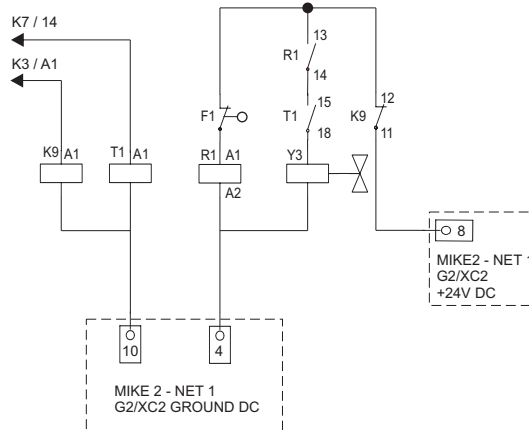 K7 / 14
K3 / A1
13
R1
14
F1
T1
15
18
K9
12
11
K9 A1
T1 A1
R1 A1
A2
Y3
8
MIKE2 - NET 1
G2/XC2
+24V DC
10
4
MIKE 2 - NET 1
G2/XC2 GROUND DC